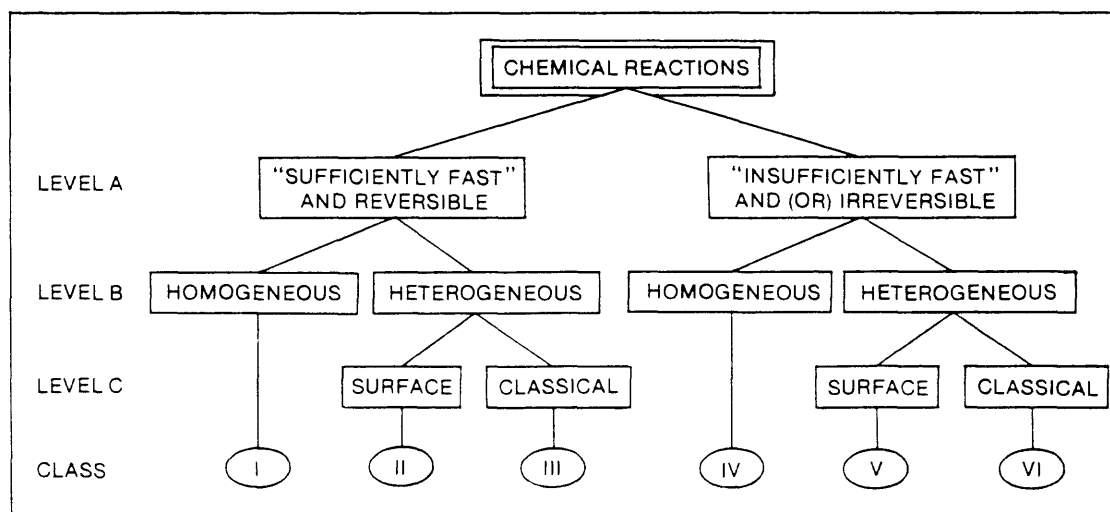 CHEMICAL REACTIONS
LEVEL A
"SUFFICIENTLY FAST"
AND REVERSIBLE
"INSUFFICIENTLY FAST"
AND (OR) IRREVERSIBLE
LEVEL B
HOMOGENEOUS
HETEROGENEOUS
HOMOGENEOUS
HETEROGENEOUS
LEVEL C
SURFACE
CLASSICAL
SURFACE
CLASSICAL
CLASS
I
II
III
IV
V
VI